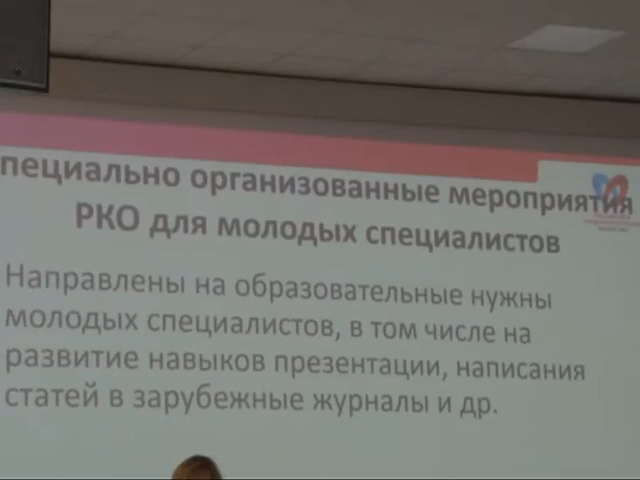 пециально организованные мероприятия
РКО для молодых специалистов
Направлены на образовательные нужны
молодых специалистов, в том числе на
развитие навыков презентации, написания
статей в зарубежные журналы и др.